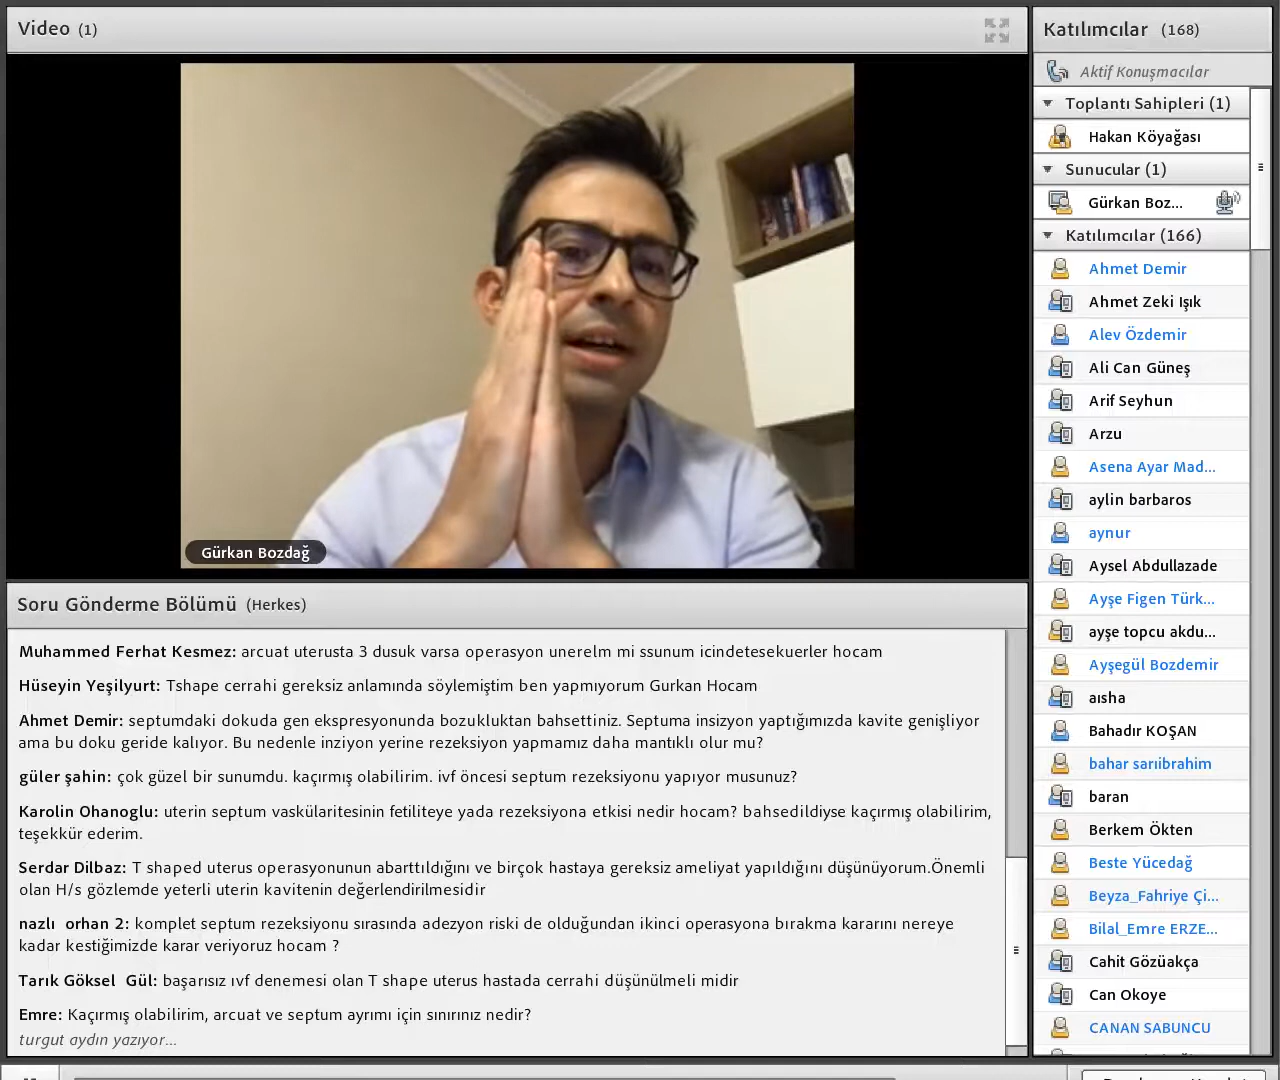 Video (1)
Gürkan Bozdağ
Soru Gönderme Bölümü (Herkes)
Muhammed Ferhat Kesmez: arcuat uterusta 3 dusuk varsa operasyon unerelm mi ssunum icindetesekuerler hocam
Hüseyin Yeşilyurt: Tshape cerrahi gereksiz anlamında söylemiştim ben yapmıyorum Gurkan Hocam
Ahmet Demir: septumdaki dokuda gen ekspresyonunda bozukluktan bahsettiniz. Septuma insizyon yaptığımızda kavite genişliyor
ama bu doku geride kalıyor. Bu nedenle inziyon yerine rezeksiyon yapmamız daha mantıklı olur mu?
güler şahin: çok güzel bir sunumdu. kaçırmış olabilirim. ivf öncesi septum rezeksiyonu yapıyor musunuz?
Karolin Ohanoglu: uterin septum vaskülaritesinin fetiliteye yada rezeksiyona etkisi nedir hocam? bahsedildiyse kaçırmış olabilirim,
teşekkür ederim.
Serdar Dilbaz: T shaped uterus operasyonunun abarttıldığını ve birçok hastaya gereksiz ameliyat yapıldığını düşünüyorum.Önemli
olan H/s gözlemde yeterli uterin kavitenin değerlendirilmesidir
nazlı orhan 2: komplet septum rezeksiyonu sırasında adezyon riski de olduğundan ikinci operasyona bırakma kararını nereye
kadar kestiğimizde karar veriyoruz hocam ?
Tarık Göksel Gül: başarısız ıvf denemesi olan T shape uterus hastada cerrahi düşünülmeli midir
Emre: Kaçırmış olabilirim, arcuat ve septum ayrımı için sınırınız nedir?
turgut aydın yazıyor...
Katılımcılar (168)
Aktif Konuşmacılar
Toplantı Sahipleri (1)
Hakan Köyağası
Sunucular (1)
Gürkan Boz...
Katılımcılar (166)
Ahmet Demir
Ahmet Zeki Işık
Alev Özdemir
Ali Can Güneş
Arif Seyhun
Arzu
Asena Ayar Mad...
aylin barbaros
aynur
Aysel Abdullazade
Ayşe Figen Türk...
ayşe topcu akdu...
Ayşegül Bozdemir
aısha
Bahadır KOŞAN
bahar sarıibrahim
baran
Berkem Ökten
Beste Yücedağ
Beyza_Fahriye Çi...
Bilal_Emre ERZE...
Cahit Gözüakça
Can Okoye
CANAN SABUNCU